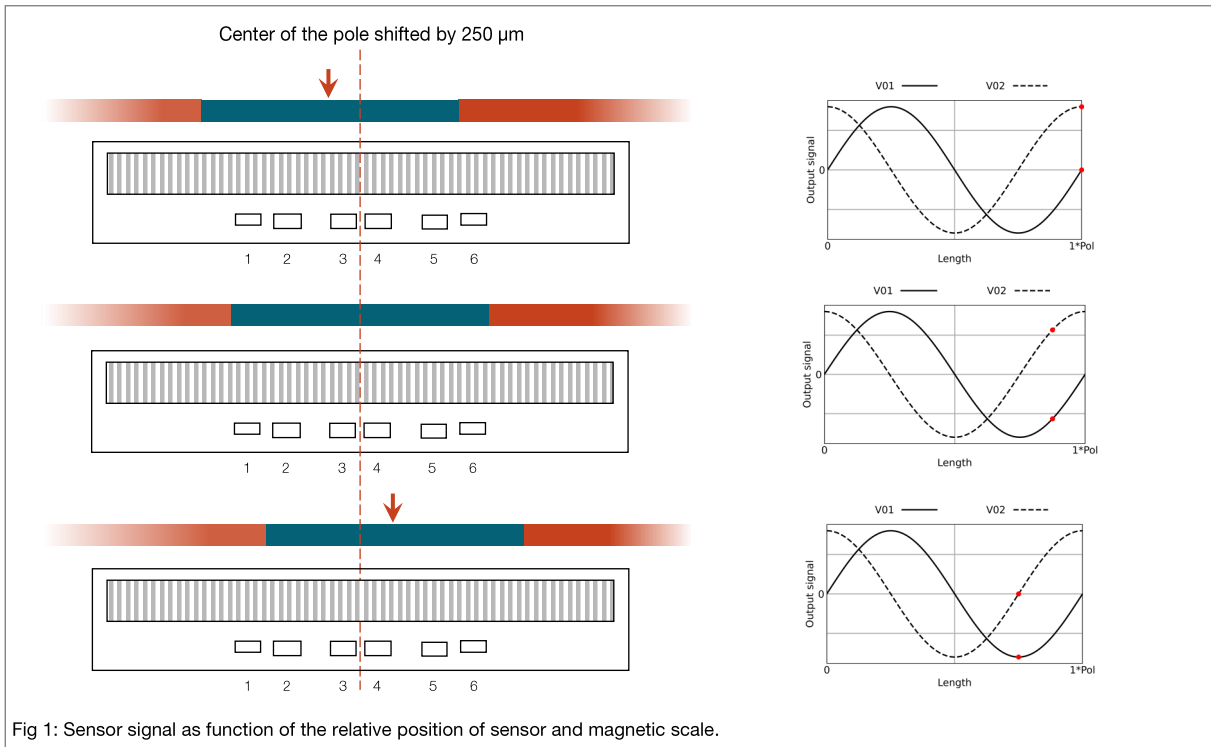 Center of the pole shifted by 250 µm
V01 V02
Output signal
0
0 1*Pol
Length
1 2 3 4 5 6
V01 V02
Output signal
0
0 1*Pol
Length
1 2 3 4 5 6
V01 V02
Output signal
0
0 1*Pol
Length
1 2 3 4 5 6
Fig 1: Sensor signal as function of the relative position of sensor and magnetic scale.